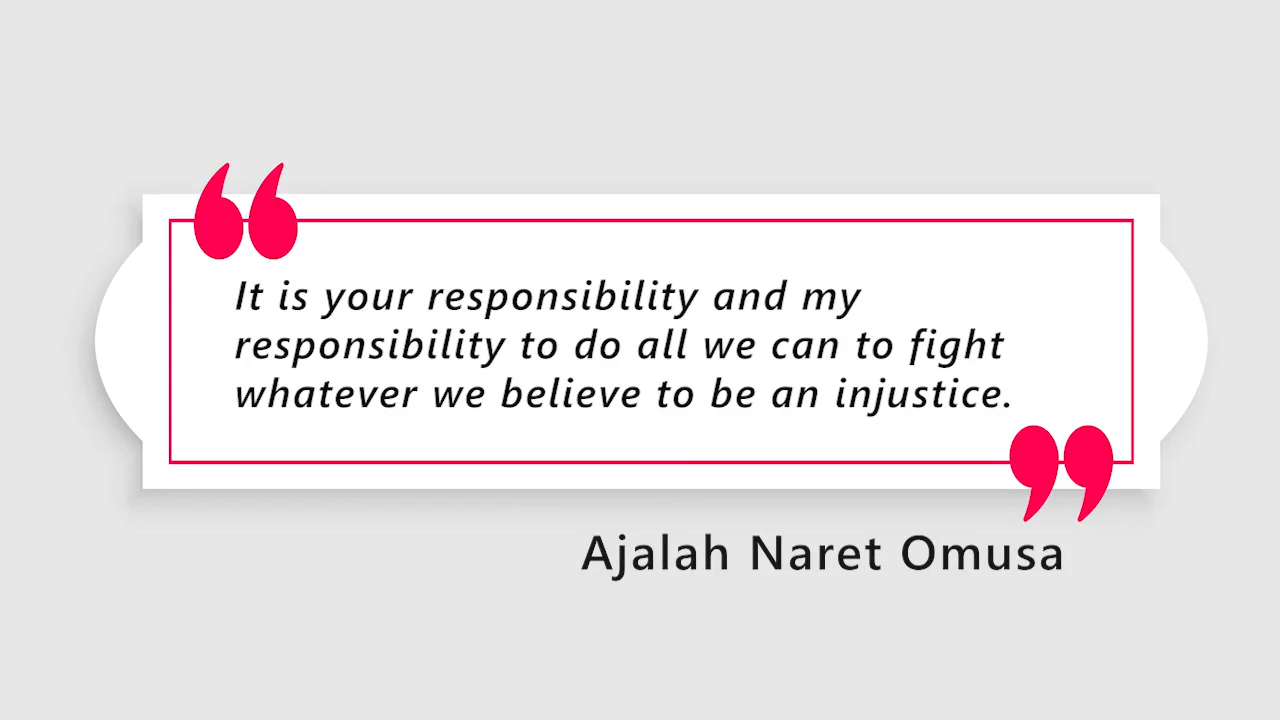 It is your responsibility and my
responsibility to do all we can to fight
whatever we believe to be an injustice.
Ajalah Naret Omusa